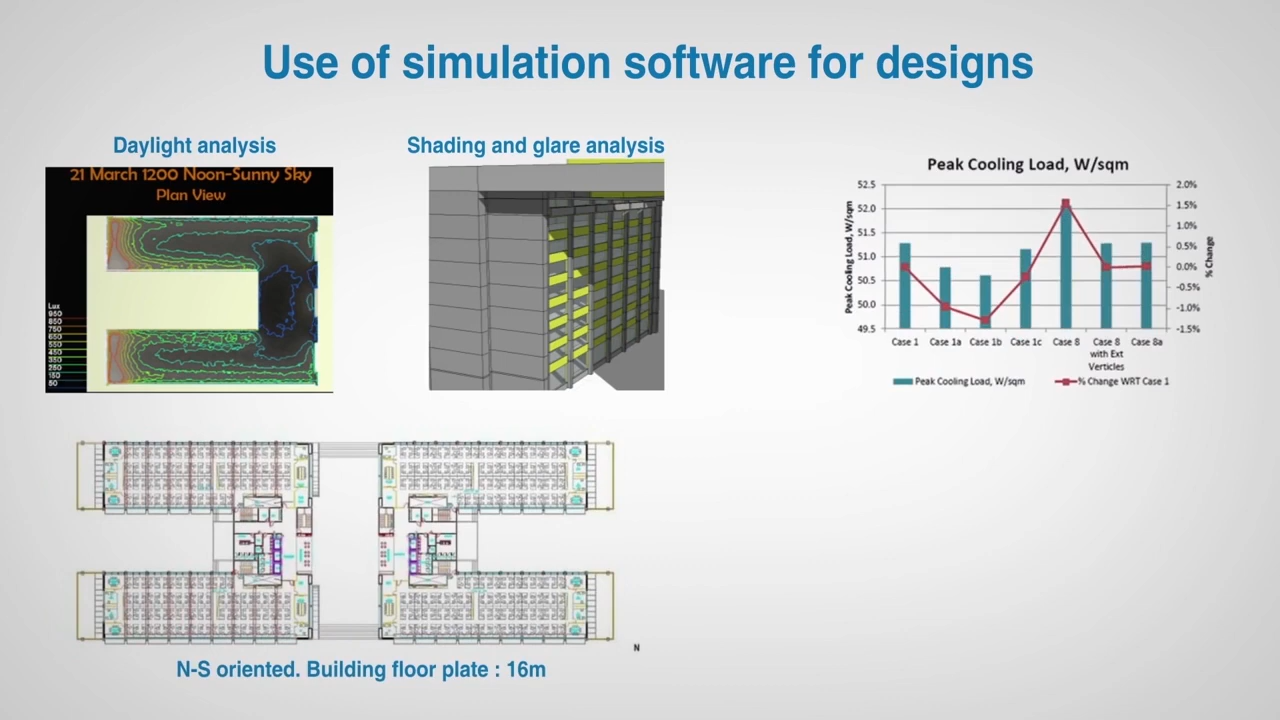 Use of simulation software for designs
Daylight analysis
21 March 1200 Noon-Sunny Sky
Plan View
Lux
950
850
750
650
550
450
350
250
150
50
Shading and glare analysis
Peak Cooling Load, W/sqm
Peak Cooling Load, W/sqm
52.5
52.0
51.5
51.0
50.5
50.0
49.5
2.0%
1.5%
1.0%
0.5%
0.0%
-0.5%
-1.0%
-1.5%
% Change
Case 1
Case 1a
Case 1b
Case 1c
Case 8
Case 8
with Ext
Verticles
Case 8a
Peak Cooling Load, W/sqm
% Change WRT Case 1
N
N-S oriented. Building floor plate : 16m